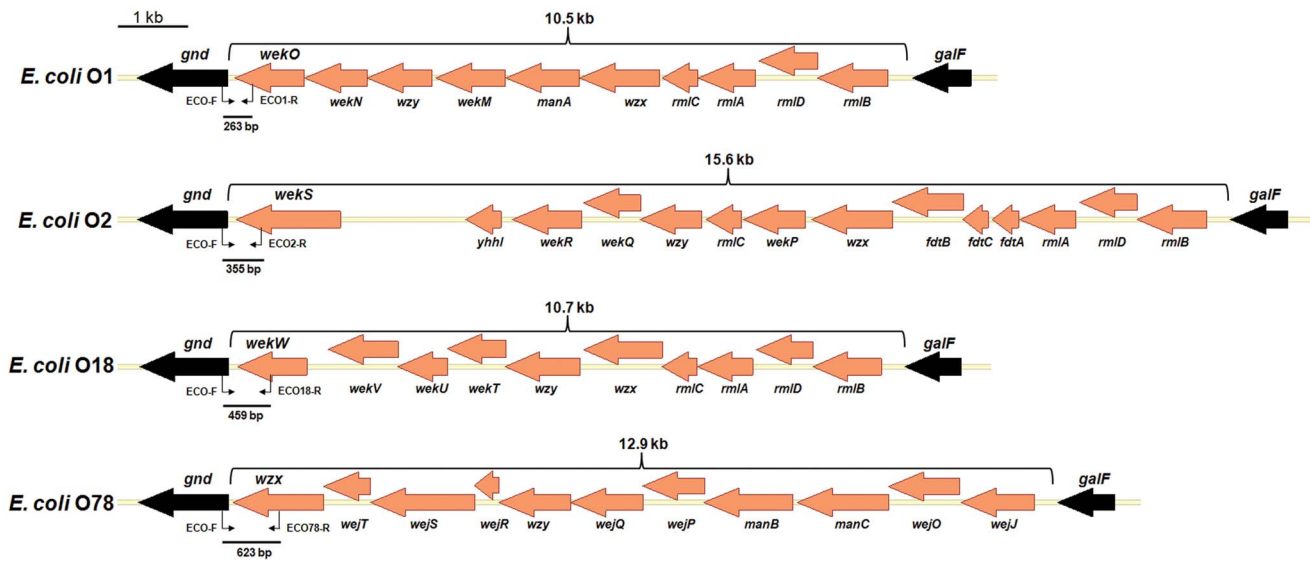 1 kb
10.5 kb
gnd wekO galF
E. coli O1
ECO-F ECO1-R wekN wzy wekM manA wzx rmlC rmlA rmlD rmlB
263 bp
15.6 kb
gnd wekS galF
E. coli O2
ECO-F ECO2-R yhhI wekR wekQ wzy rmlC wekP wzx fdtB fdtC fdtA rmlA rmlD rmlB
355 bp
10.7 kb
gnd wekW galF
E. coli O18
ECO-F ECO18-R wekV wekU wekT wzy wzx rmlC rmlA rmlD rmlB
459 bp
12.9 kb
gnd wzx galF
E. coli O78
ECO-F ECO78-R wejT wejS wejR wzy wejQ wejP manB manC wejO wejJ
623 bp